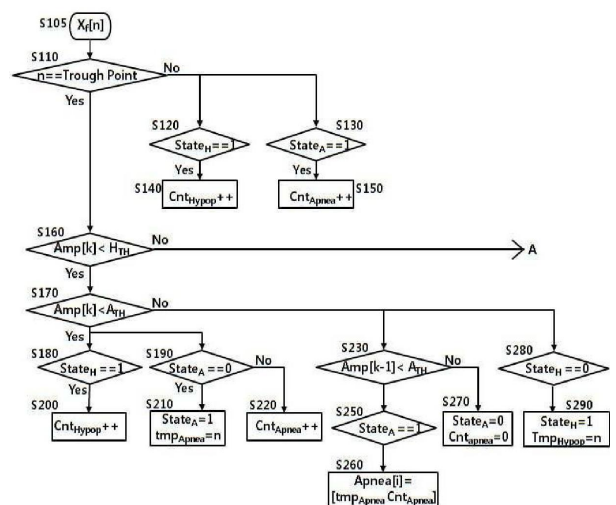 S105
Xf[n]
S110
n==Trough Point
No
Yes
S120
StateH==1
S130
StateA==1
Yes
Yes
S140
CntHypop++
CntApnea++
S150
S160
Amp[k]< HTH
No
A
Yes
S170
Amp[k]<ATH
No
Yes
S180
StateH==1
S190
StateA==0
No
S230
Amp[k-1]< ATH
No
S280
StateH==0
Yes
Yes
S200
CntHypop++
S210
StateA=1
tmpApnea=n
S220
CntApnea++
S250
StateA==1
S270
StateA=0
Cntapnea=0
S290
StateH=1
TmpHypop=n
S260
Apnea[i]=
[tmpApnea CntApnea]